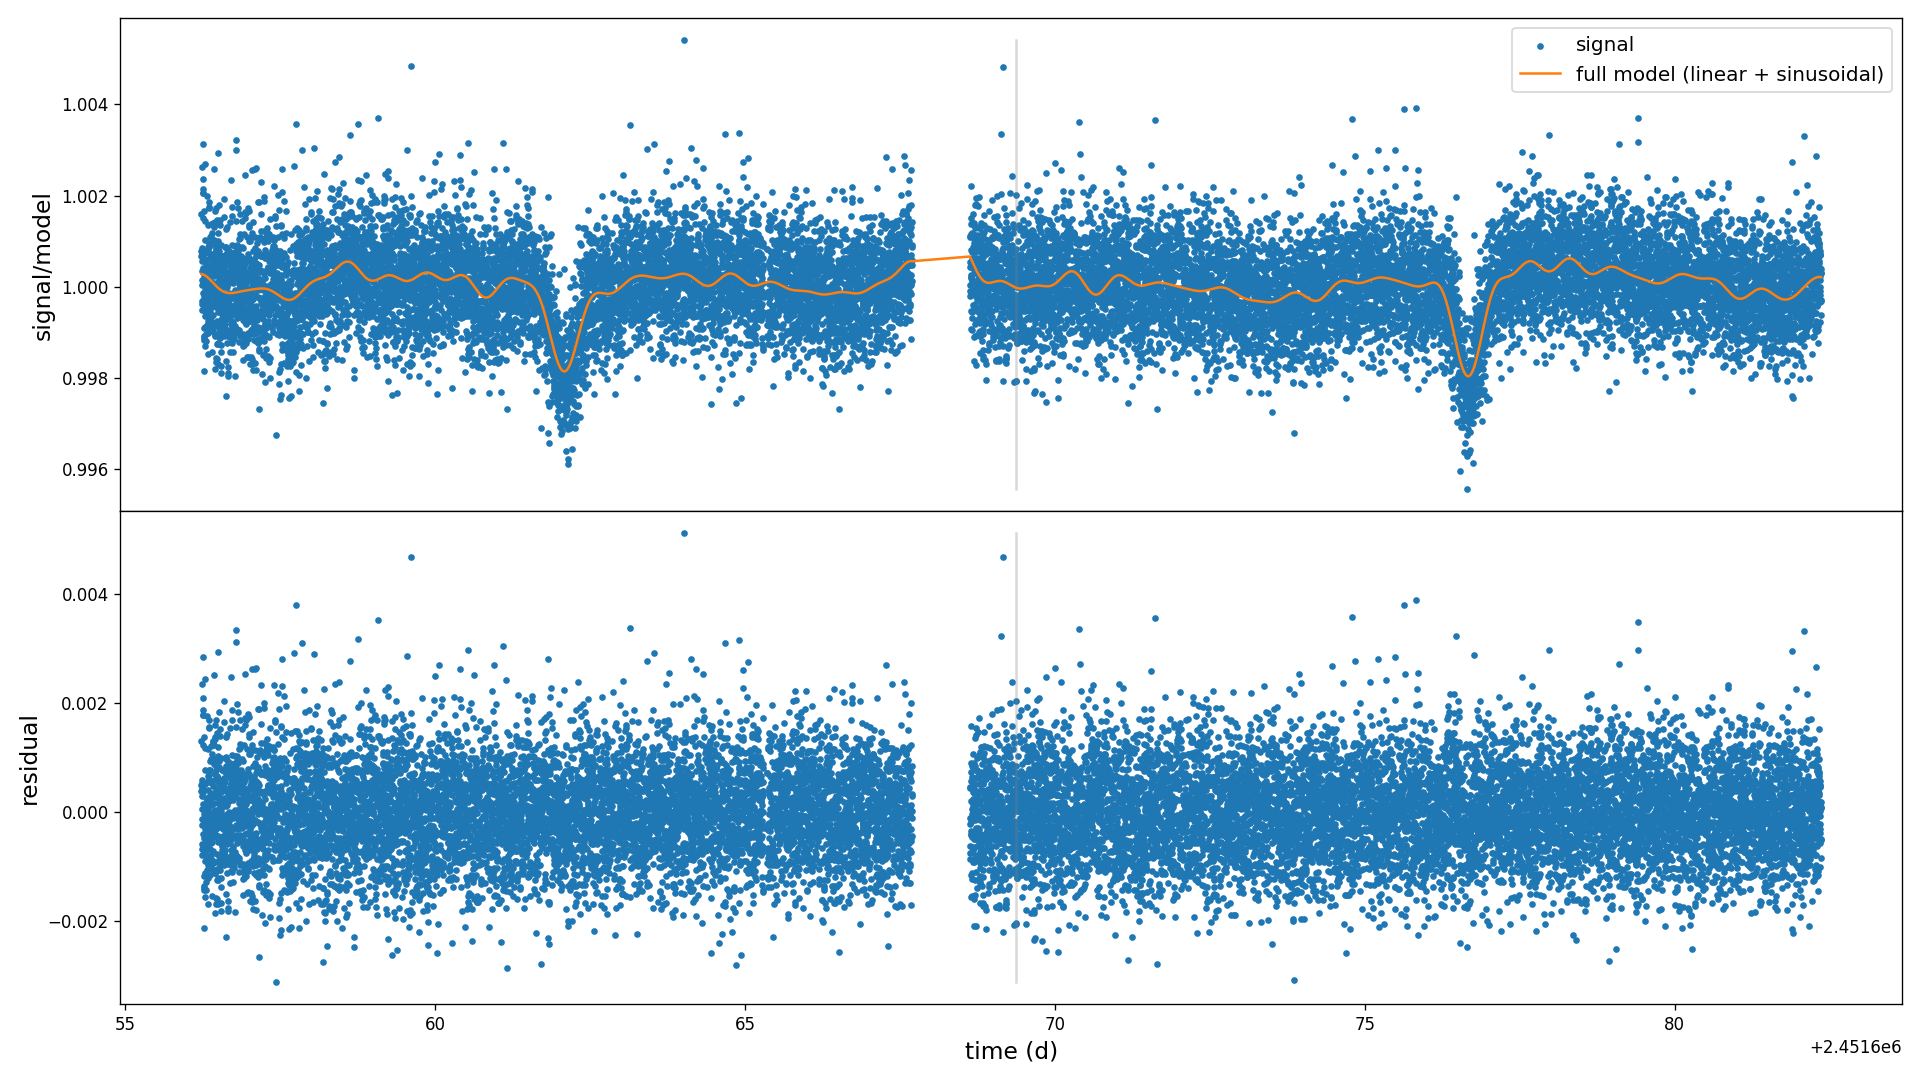 signal
full model (linear + sinusoidal)
signal/model
1.004
1.002
1.000
0.998
0.996
residual
0.004
0.002
0.000
−0.002
55
60
65
70
75
80
time (d)
+2.4516e6